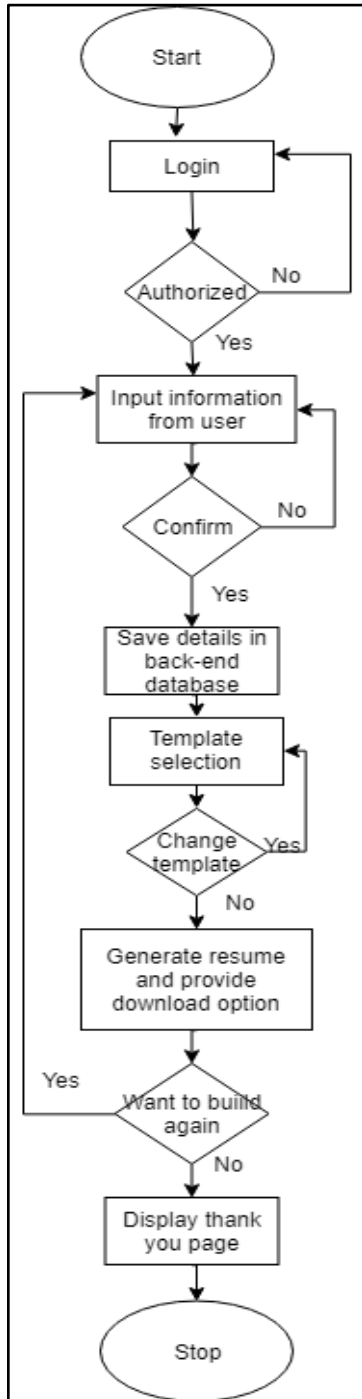 Start
Login
No
Authorized
Yes
Input information
from user
No
Confirm
Yes
Save details in
back-end
database
Template
selection
Change
template
Yes
No
Generate resume
and provide
download option
Yes
Want to buiild
again
No
Display thank
you page
Stop